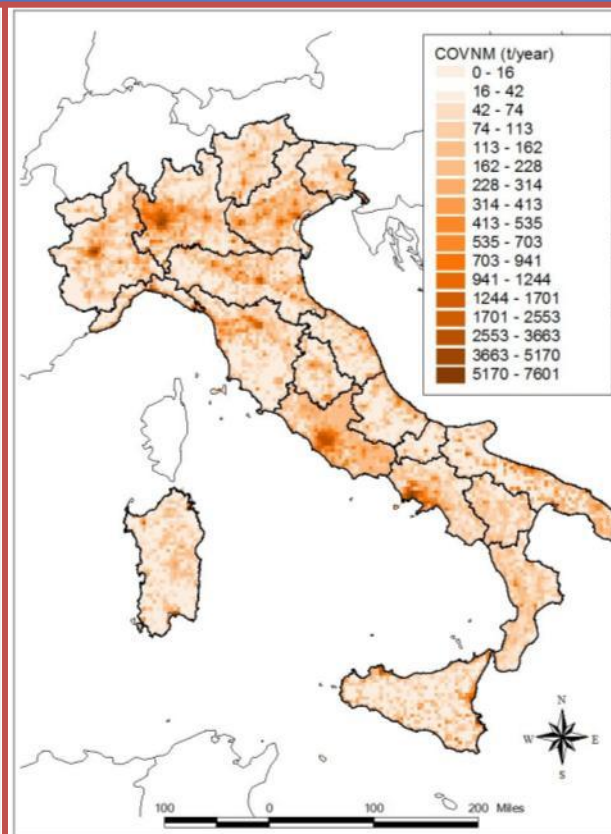 COVNM (t/year)
0 - 16
16 - 42
42 - 74
74 - 113
113 - 162
162 - 228
228 - 314
314 - 413
413 - 535
535 - 703
703 - 941
941 - 1244
1244 - 1701
1701 - 2553
2553 - 3663
3663 - 5170
5170 - 7601
N
W E
S
100 0 100 200 Miles